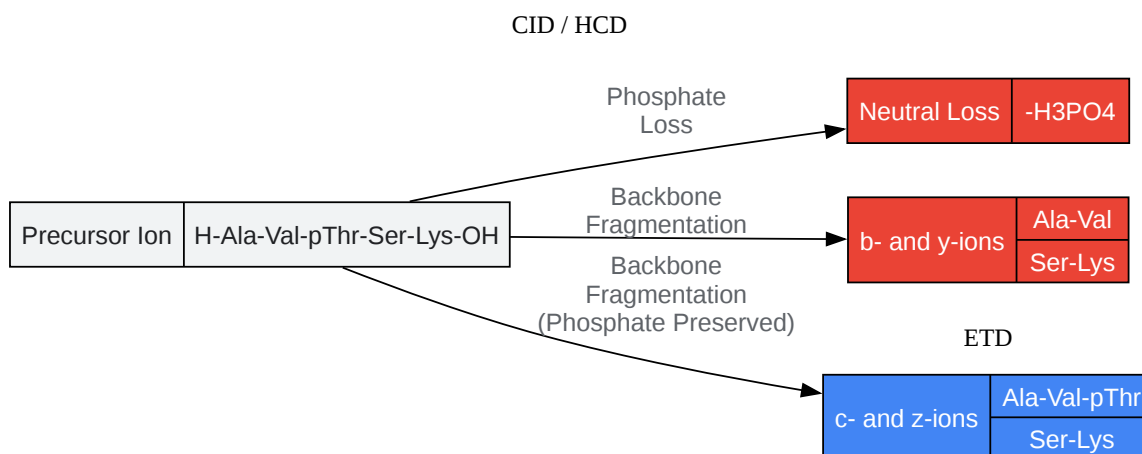 CID / HCD
Phosphate
Loss
Neutral Loss
-H3PO4
Precursor Ion
H-Ala-Val-pThr-Ser-Lys-OH
Backbone
Fragmentation
b- and y-ions
Ala-Val
Ser-Lys
Backbone
Fragmentation
(Phosphate Preserved)
ETD
c- and z-ions
Ala-Val-pThr
Ser-Lys